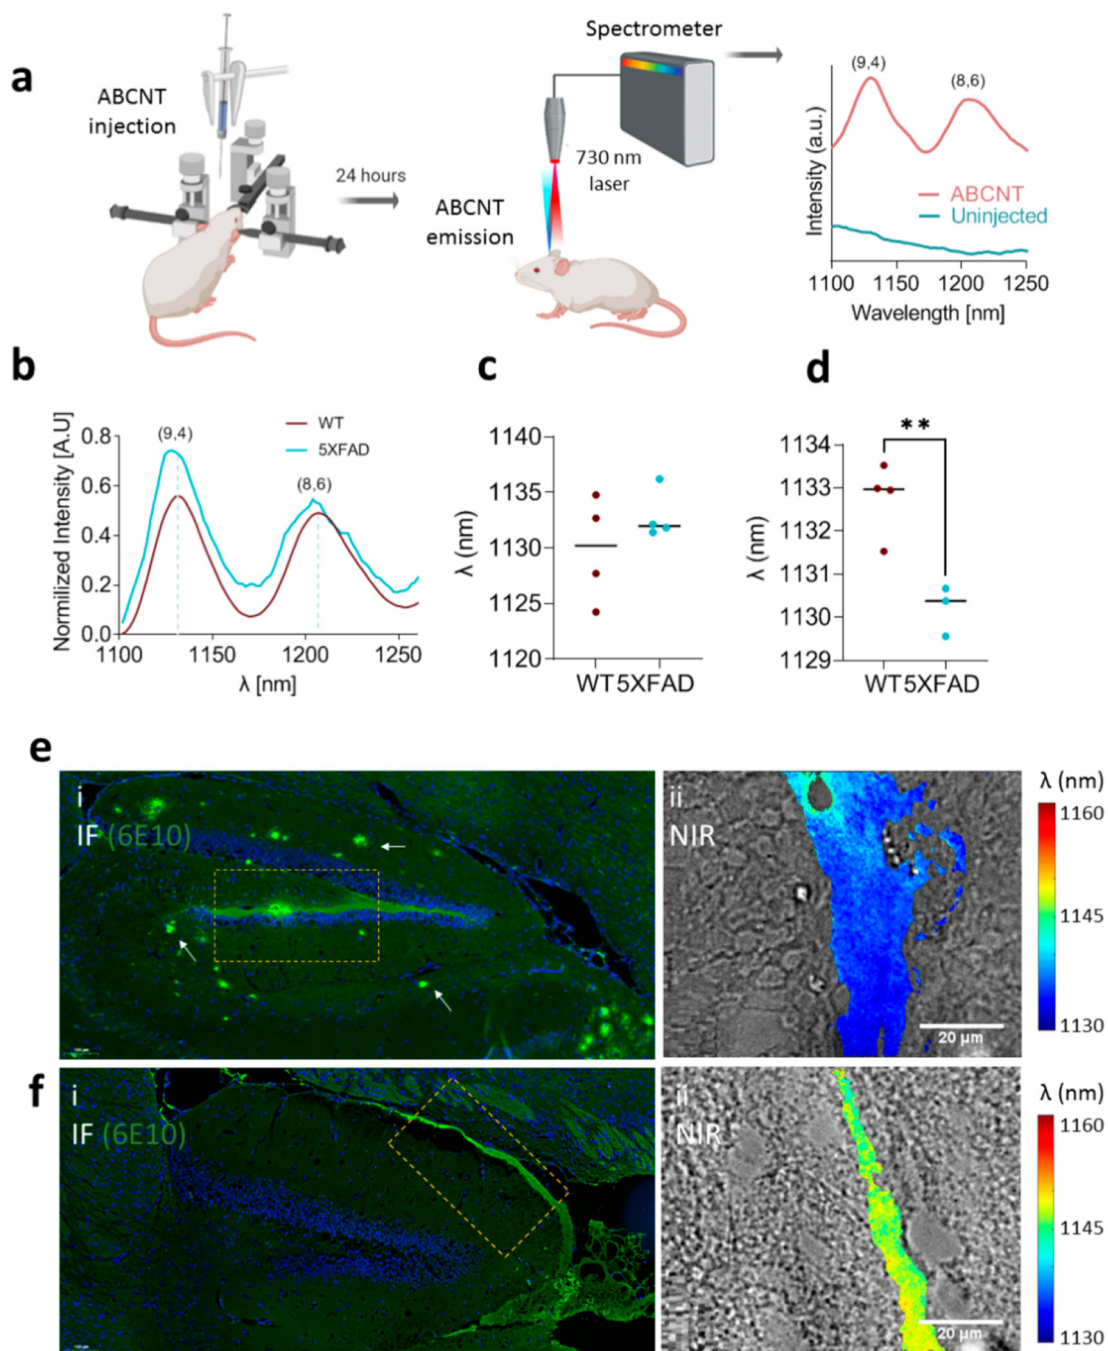 a
ABCNT
injection
24 hours
ABCNT
emission
Spectrometer
730 nm
laser
(9,4)
(8,6)
Intensity (a.u.)
ABCNT
Uninjected
1100
1150
1200
1250
Wavelength [nm]
b
Normilized Intensity [A.U]
0.8
0.6
0.4
0.2
0.0
(9,4)
(8,6)
WT
5XFAD
1100
1150
1200
1250
λ [nm]
c
λ (nm)
1140
1135
1130
1125
1120
WT5XFAD
d
**
λ (nm)
1134
1133
1132
1131
1130
1129
WT5XFAD
e
i
IF (6E10)
ii
NIR
20 μm
λ (nm)
1160
1145
1130
f
i
IF (6E10)
ii
NIR
20 μm
λ (nm)
1160
1145
1130